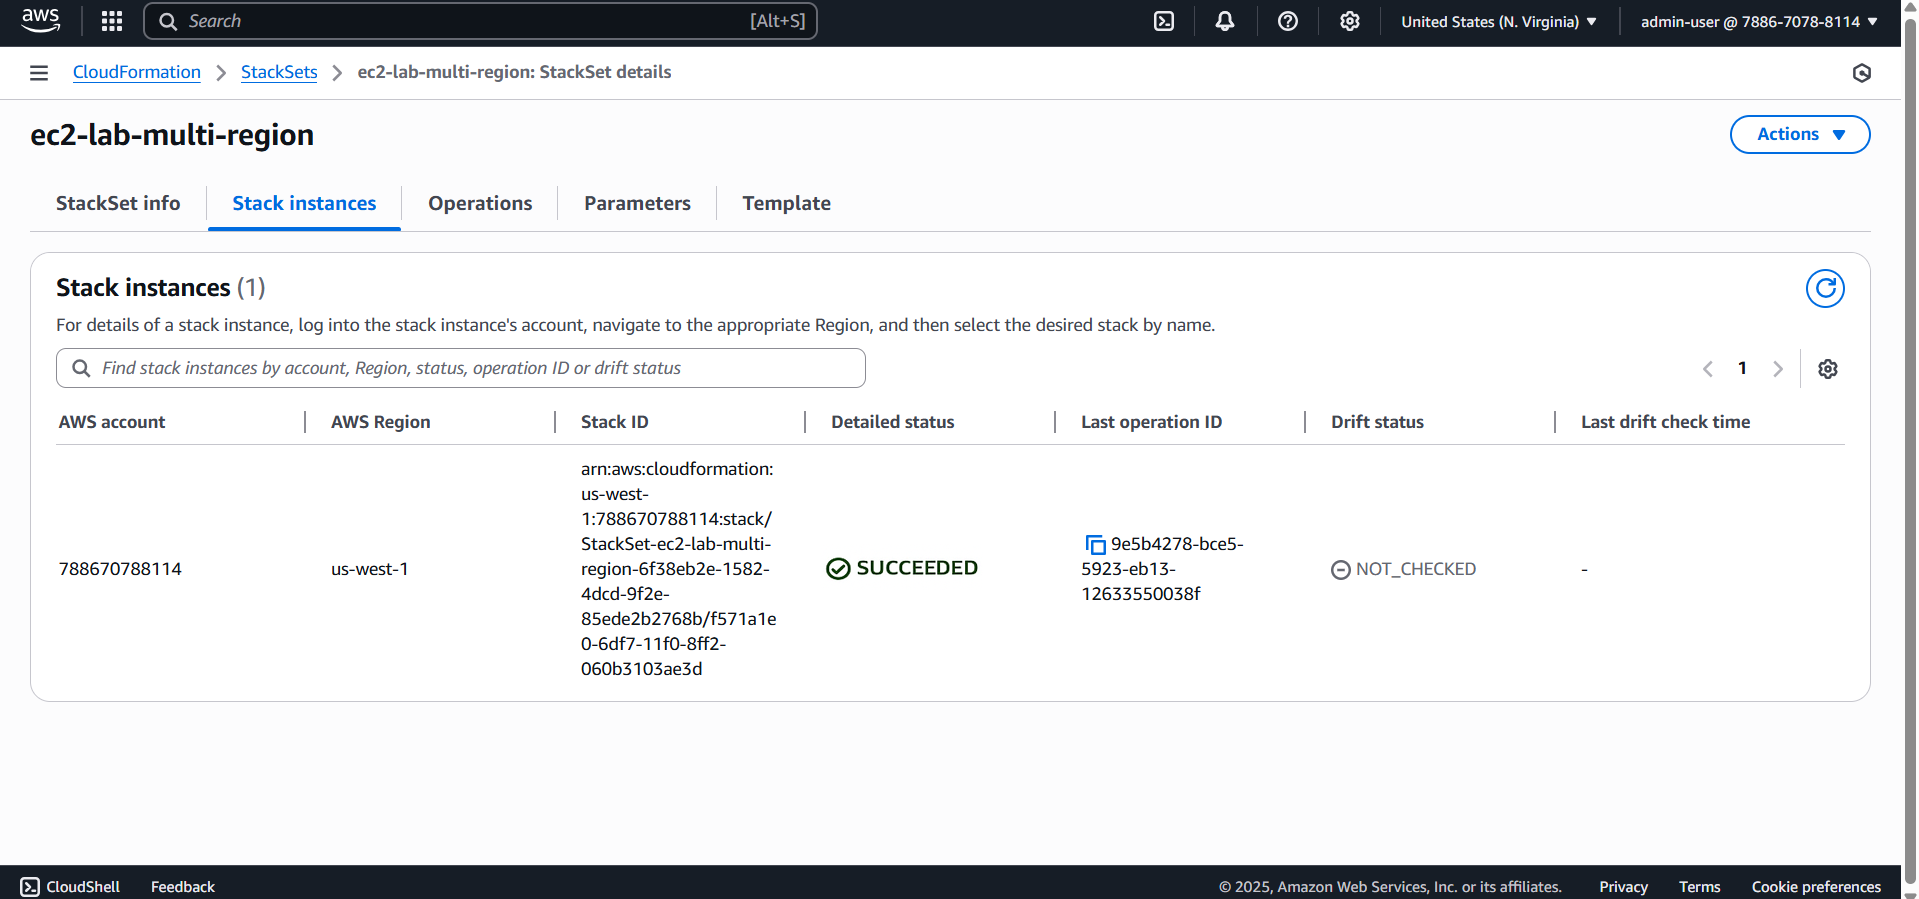 aws
Search [Alt+S]
United States (N. Virginia)
admin-user @ 7886-7078-8114
CloudFormation
StackSets
ec2-lab-multi-region: StackSet details
ec2-lab-multi-region
Actions
StackSet info
Stack instances
Operations
Parameters
Template
Stack instances (1)
For details of a stack instance, log into the stack instance's account, navigate to the appropriate Region, and then select the desired stack by name.
Find stack instances by account, Region, status, operation ID or drift status
1
AWS account
AWS Region
Stack ID
Detailed status
Last operation ID
Drift status
Last drift check time
788670788114
us-west-1
arn:aws:cloudformation:
us-west-
1:788670788114:stack/
StackSet-ec2-lab-multi-
region-6f38eb2e-1582-
4dcd-9f2e-
85ede2b2768b/f571a1e
0-6df7-11f0-8ff2-
060b3103ae3d
SUCCEEDED
9e5b4278-bce5-
5923-eb13-
12633550038f
NOT_CHECKED
-
CloudShell
Feedback
© 2025, Amazon Web Services, Inc. or its affiliates.
Privacy
Terms
Cookie preferences